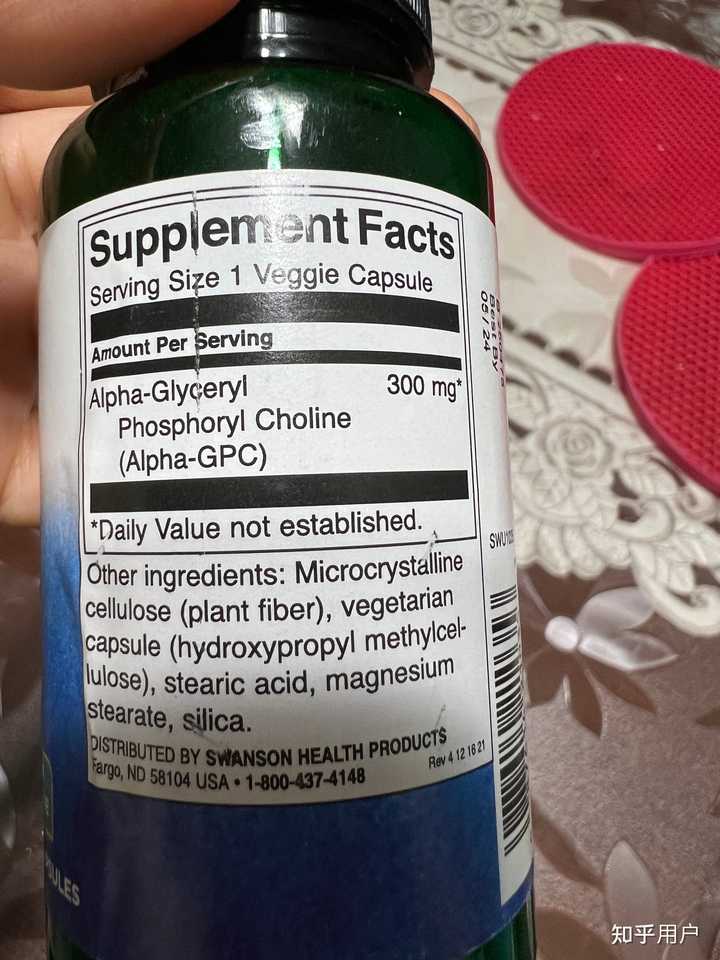 Supplement Facts
Serving Size 1 Veggie Capsule
Amount Per Serving
Alpha-Glyceryl 300 mg*
Phosphoryl Choline
(Alpha-GPC)
*Daily Value not established.
Other ingredients: Microcrystalline
cellulose (plant fiber), vegetarian
capsule (hydroxypropyl methylcel-
lulose), stearic acid, magnesium
stearate, silica.
DISTRIBUTED BY SWANSON HEALTH PRODUCTS
Fargo, ND 58104 USA • 1-800-437-4148
Rev 4 12 16 21
Best By
06/24
知乎用户